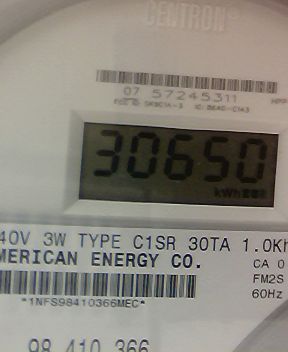 CENTRON®
07 57245311
30650
kWh
40V 3W TYPE C1SR 30TA 1.0Kh
MERICAN ENERGY CO.
CA 0
FM2S
*1NFS98410366MEC*
60Hz
98 410 366